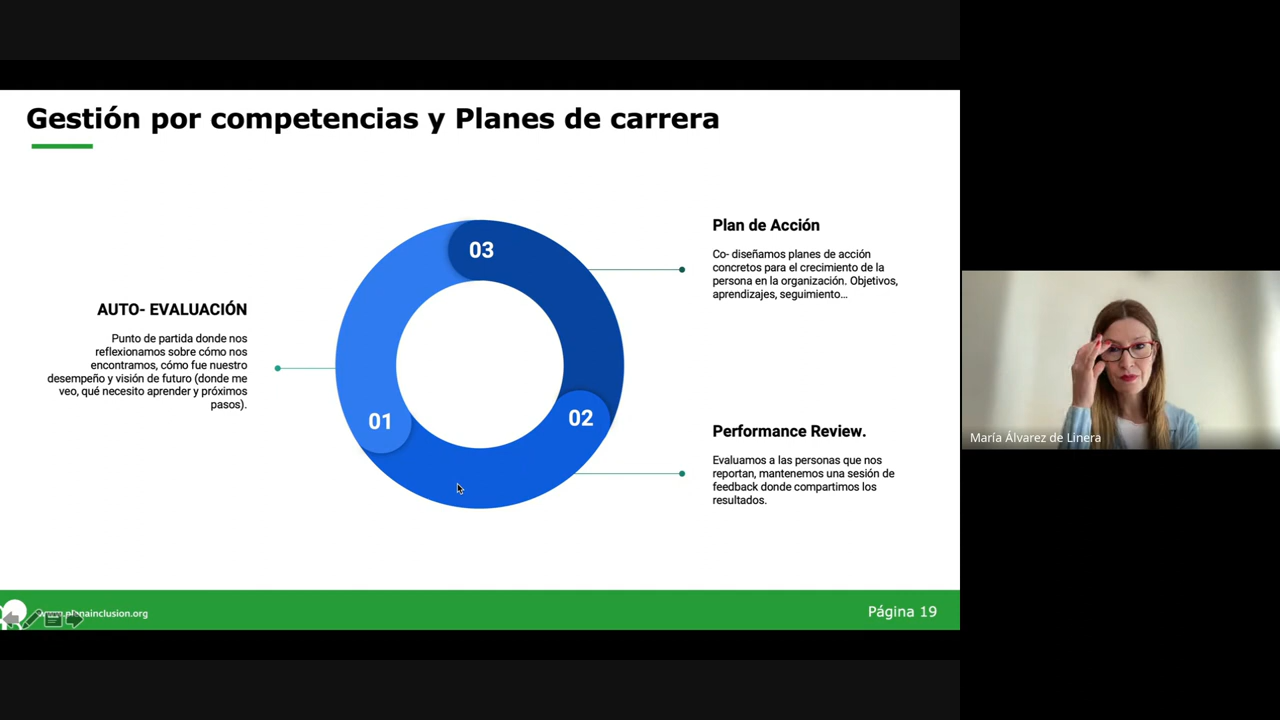 Gestión por competencias y Planes de carrera
AUTO- EVALUACIÓN
Punto de partida donde nos
reflexionamos sobre cómo nos
encontramos, cómo fue nuestro
desempeño y visión de futuro (donde me
veo, qué necesito aprender y próximos
pasos).
03
01
02
Plan de Acción
Co- diseñamos planes de acción
concretos para el crecimiento de la
persona en la organización. Objetivos,
aprendizajes, seguimiento...
Performance Review.
Evaluamos a las personas que nos
reportan, mantenemos una sesión de
feedback donde compartimos los
resultados.
María Álvarez de Linera
www.plenainclusion.org
Página 19